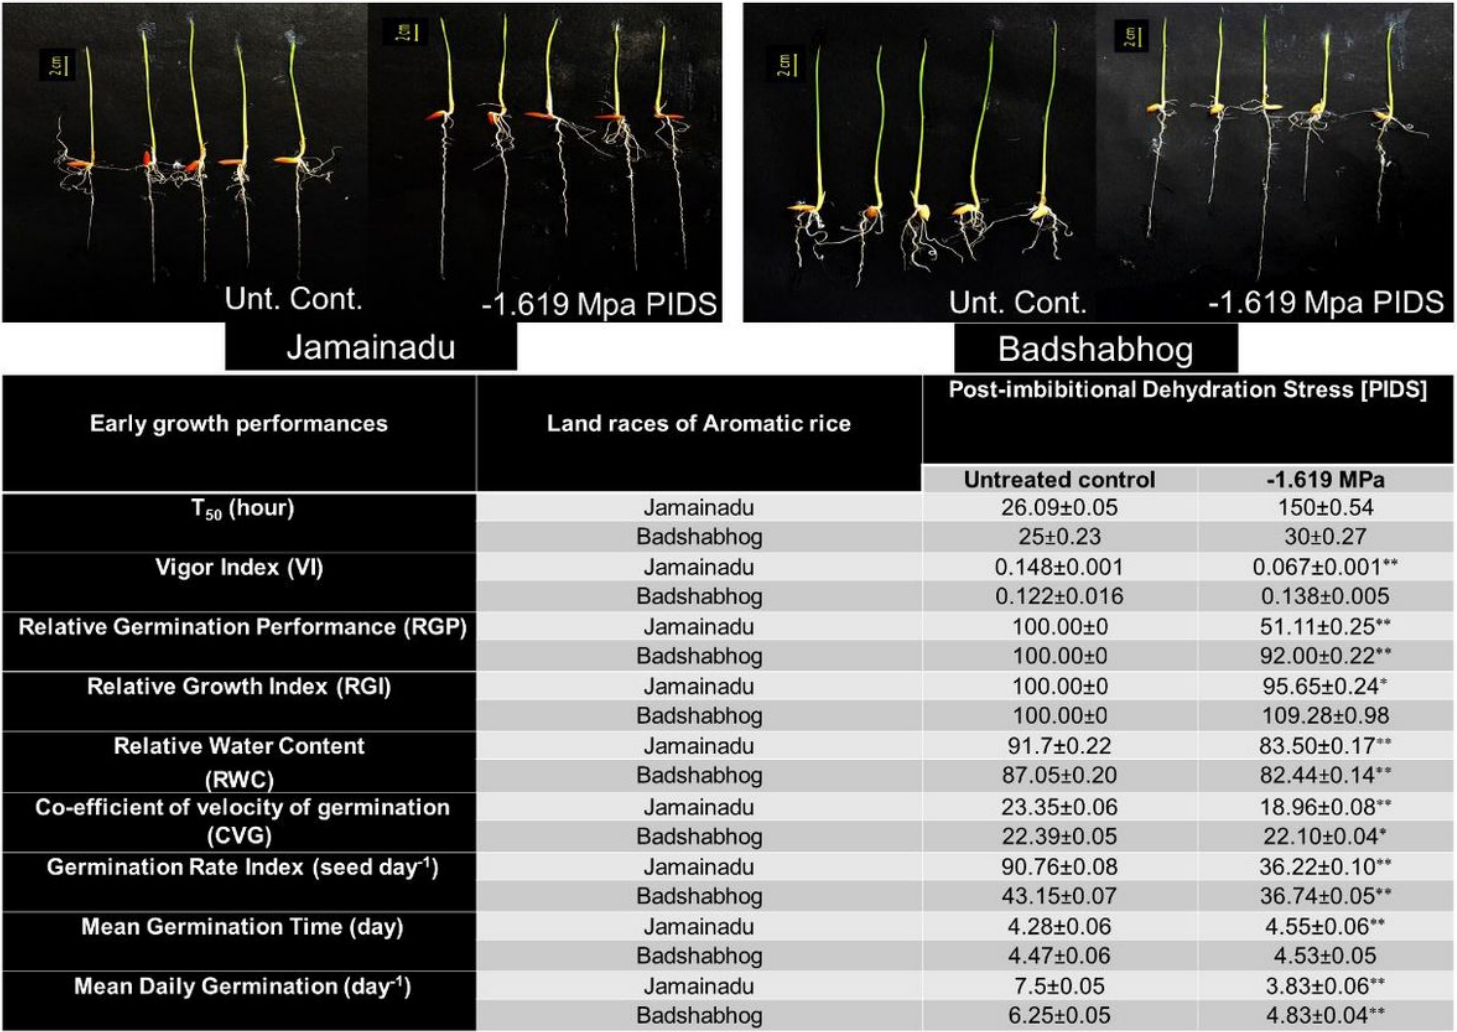 2 cm
2 cm
2 cm
2 cm
Unt. Cont.
-1.619 Mpa PIDS
Unt. Cont.
-1.619 Mpa PIDS
Jamainadu
Badshabhog
Early growth performances
Land races of Aromatic rice
Post-imbibitional Dehydration Stress [PIDS]
Untreated control -1.619 MPa
T₅₀ (hour) Jamainadu 26.09±0.05 150±0.54
Badshabhog 25±0.23 30±0.27
Vigor Index (VI) Jamainadu 0.148±0.001 0.067±0.001**
Badshabhog 0.122±0.016 0.138±0.005
Relative Germination Performance (RGP) Jamainadu 100.00±0 51.11±0.25**
Badshabhog 100.00±0 92.00±0.22**
Relative Growth Index (RGI) Jamainadu 100.00±0 95.65±0.24*
Badshabhog 100.00±0 109.28±0.98
Relative Water Content Jamainadu 91.7±0.22 83.50±0.17**
(RWC) Badshabhog 87.05±0.20 82.44±0.14**
Co-efficient of velocity of germination Jamainadu 23.35±0.06 18.96±0.08**
(CVG) Badshabhog 22.39±0.05 22.10±0.04*
Germination Rate Index (seed day⁻¹) Jamainadu 90.76±0.08 36.22±0.10**
Badshabhog 43.15±0.07 36.74±0.05**
Mean Germination Time (day) Jamainadu 4.28±0.06 4.55±0.06**
Badshabhog 4.47±0.06 4.53±0.05
Mean Daily Germination (day⁻¹) Jamainadu 7.5±0.05 3.83±0.06**
Badshabhog 6.25±0.05 4.83±0.04**